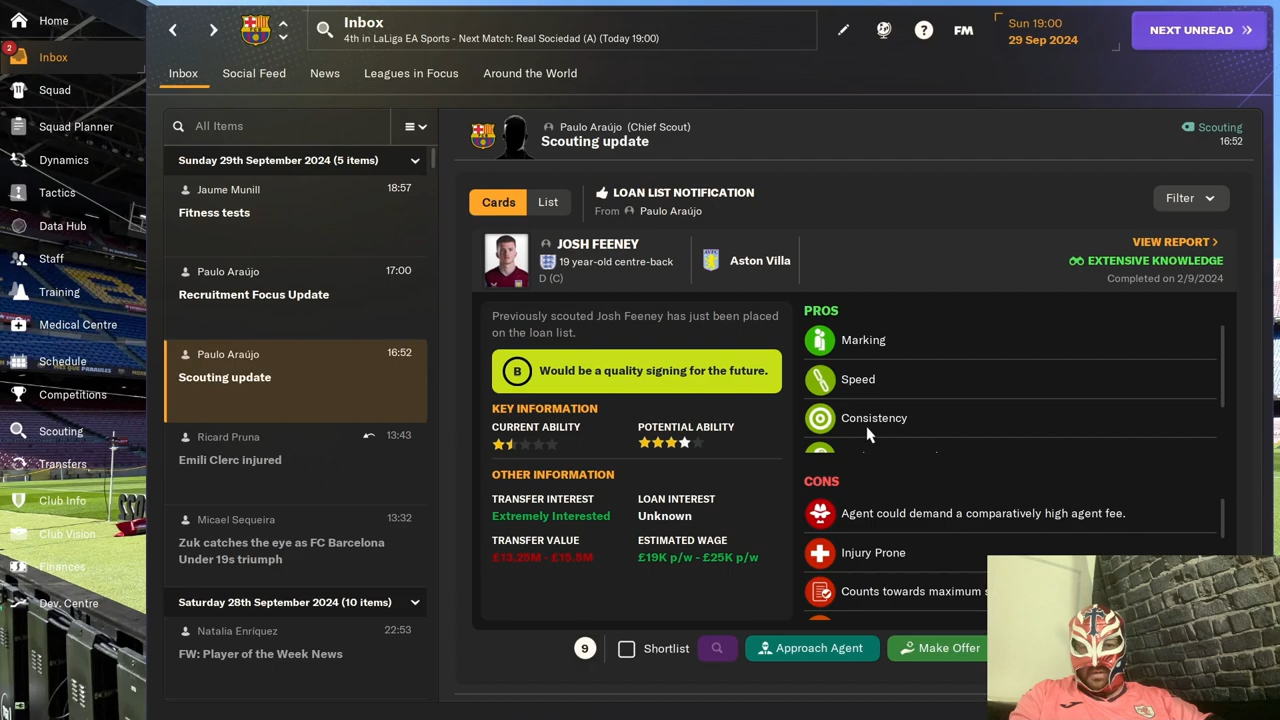 Home
Inbox
4th in LaLiga EA Sports - Next Match: Real Sociedad (A) (Today 19:00)
FM
Sun 19:00
29 Sep 2024
NEXT UNREAD
2
Inbox
Squad
Squad Planner
Dynamics
Tactics
Data Hub
Staff
Training
Medical Centre
Schedule
Competitions
Scouting
Transfers
Club Info
Club Vision
Finances
Dev. Centre
Inbox
Social Feed
News
Leagues in Focus
Around the World
All Items
Sunday 29th September 2024 (5 items)
Jaume Munill
18:57
Fitness tests
Paulo Araújo
17:00
Recruitment Focus Update
Paulo Araújo
16:52
Scouting update
Ricard Pruna
13:43
Emili Clerc injured
Micael Sequeira
13:32
Zuk catches the eye as FC Barcelona
Under 19s triumph
Saturday 28th September 2024 (10 items)
Natalia Enríquez
22:53
FW: Player of the Week News
Paulo Araújo (Chief Scout)
Scouting update
Scouting
16:52
Cards
List
LOAN LIST NOTIFICATION
From Paulo Araújo
Filter
JOSH FEENEY
19 year-old centre-back
D (C)
Aston Villa
VIEW REPORT
EXTENSIVE KNOWLEDGE
Completed on 2/9/2024
Previously scouted Josh Feeney has just been placed
on the loan list.
B
Would be a quality signing for the future.
KEY INFORMATION
CURRENT ABILITY
POTENTIAL ABILITY
OTHER INFORMATION
TRANSFER INTEREST
LOAN INTEREST
Extremely Interested
Unknown
TRANSFER VALUE
ESTIMATED WAGE
£13.25M - £15.5M
£19K p/w - £25K p/w
PROS
Marking
Speed
Consistency
CONS
Agent could demand a comparatively high agent fee.
Injury Prone
Counts towards maximum
9
Shortlist
Approach Agent
Make Offer